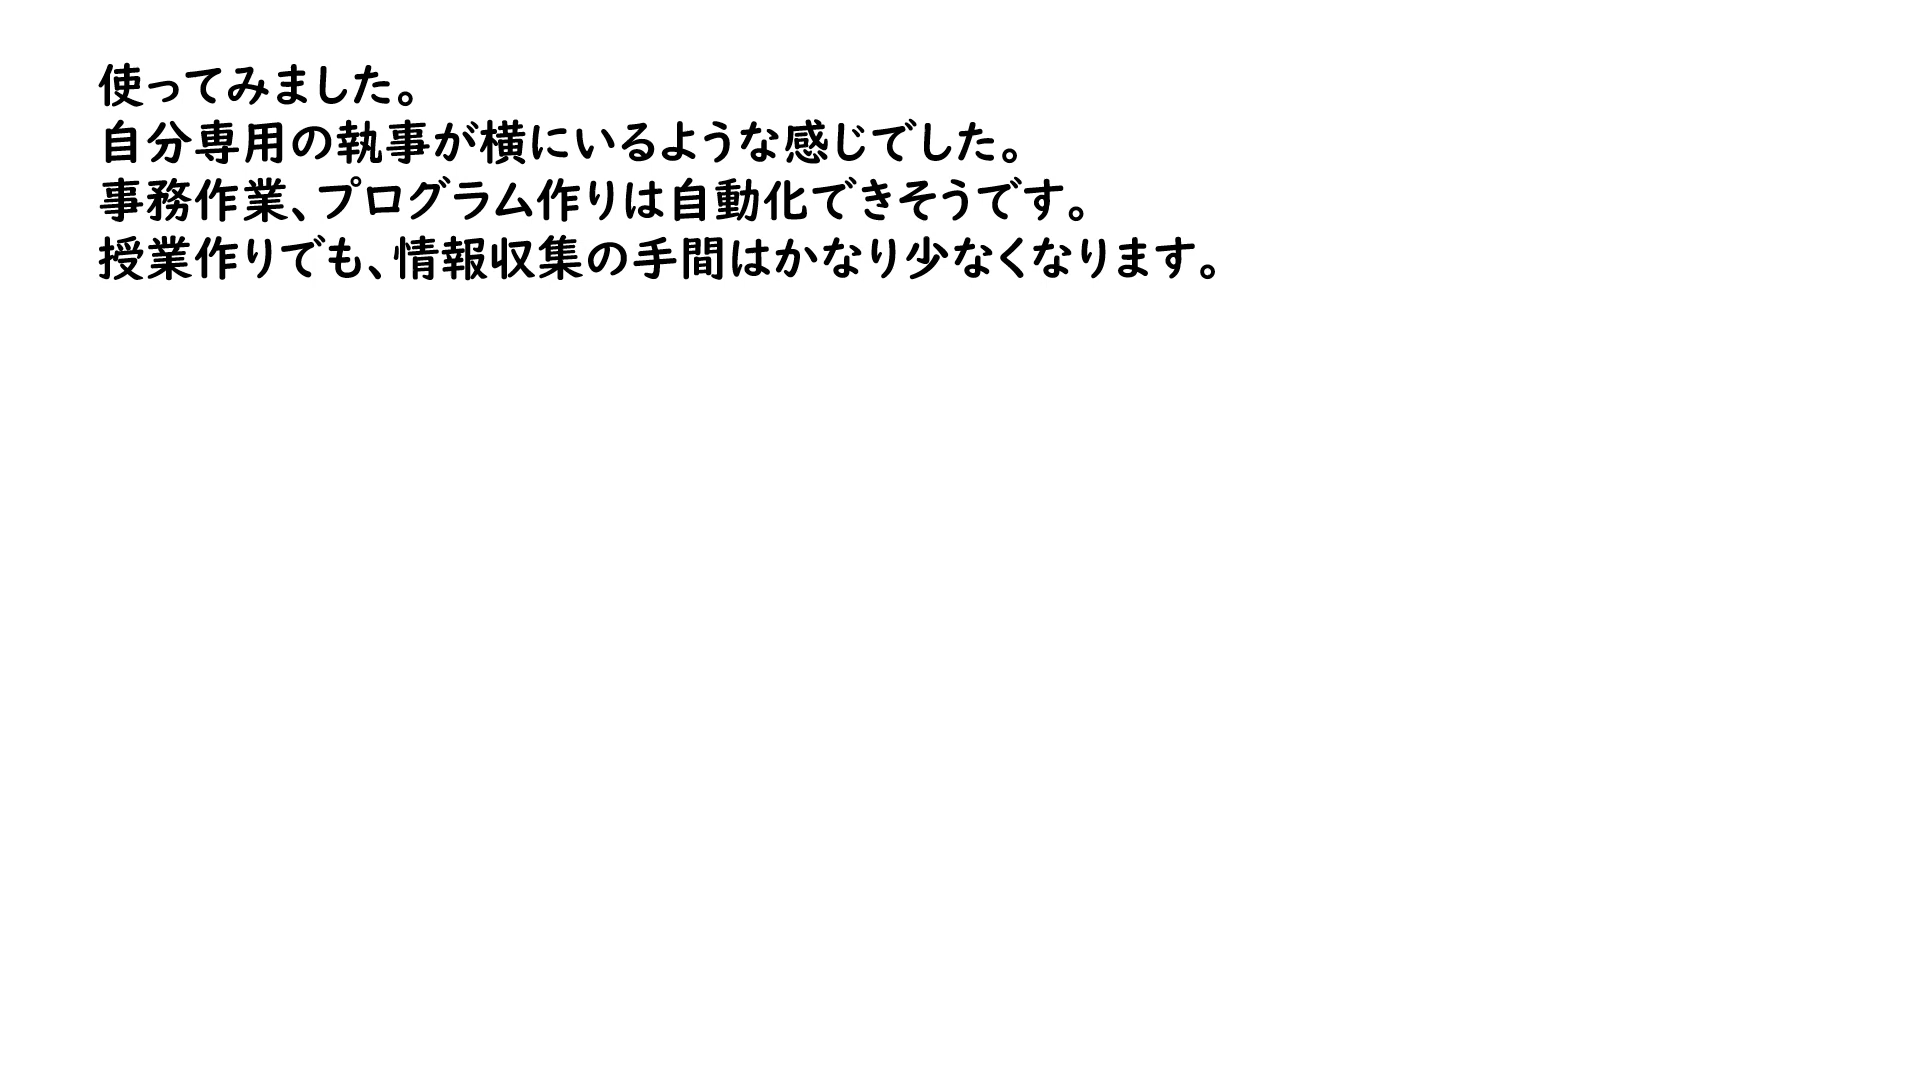 使ってみました。
自分専用の執事が横にいるような感じでした。
事務作業、プログラム作りは自動化できそうです。
授業作りでも、情報収集の手間はかなり少なくなります。